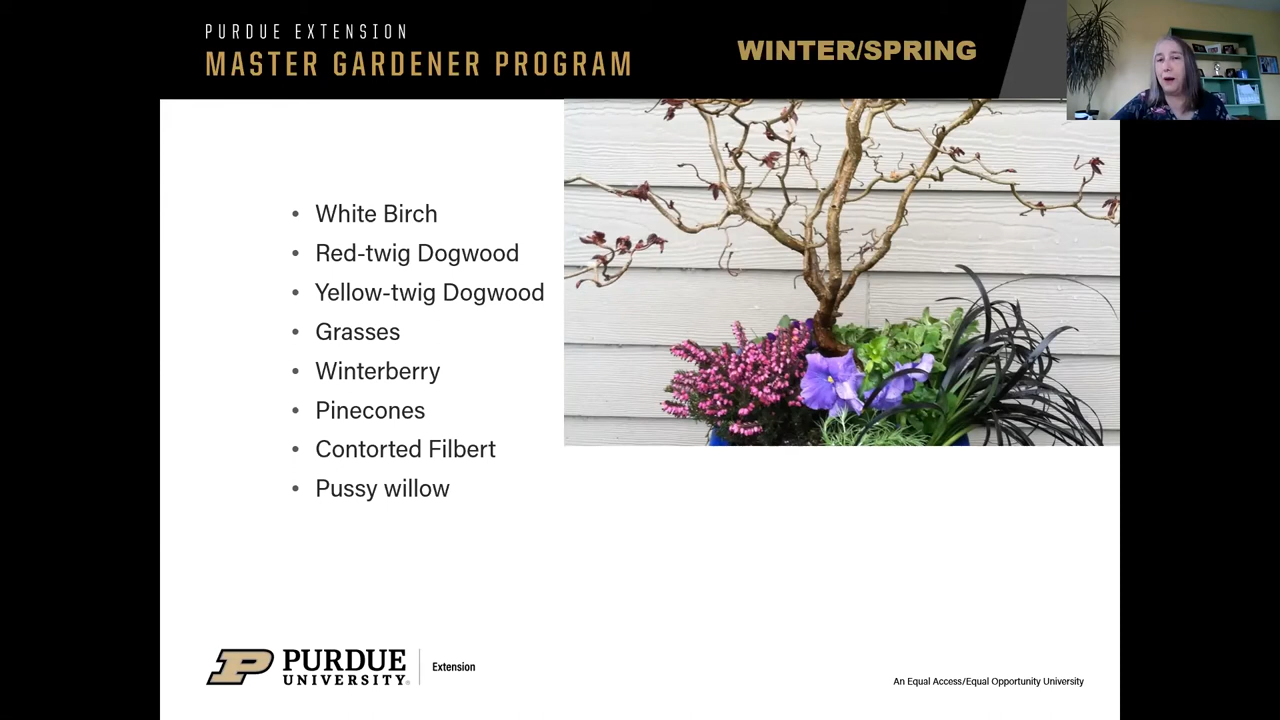 PURDUE EXTENSION
MASTER GARDENER PROGRAM
WINTER/SPRING
• White Birch
• Red-twig Dogwood
• Yellow-twig Dogwood
• Grasses
• Winterberry
• Pinecones
• Contorted Filbert
• Pussy willow
P PURDUE UNIVERSITY® Extension
An Equal Access/Equal Opportunity University